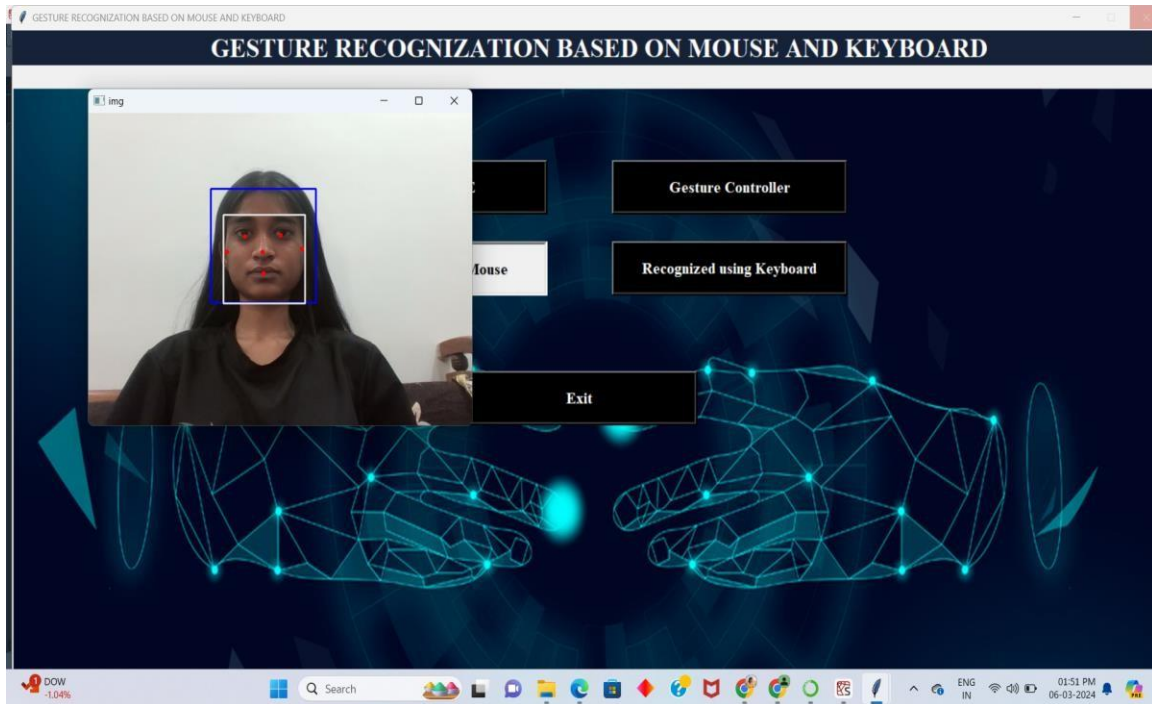 GESTURE RECOGNIZATION BASED ON MOUSE AND KEYBOARD
GESTURE RECOGNIZATION BASED ON MOUSE AND KEYBOARD
img
Gesture Controller
Recognized using Keyboard
Exit
DOW
-1.04%
Search
ENG
IN
01:51 PM
06-03-2024